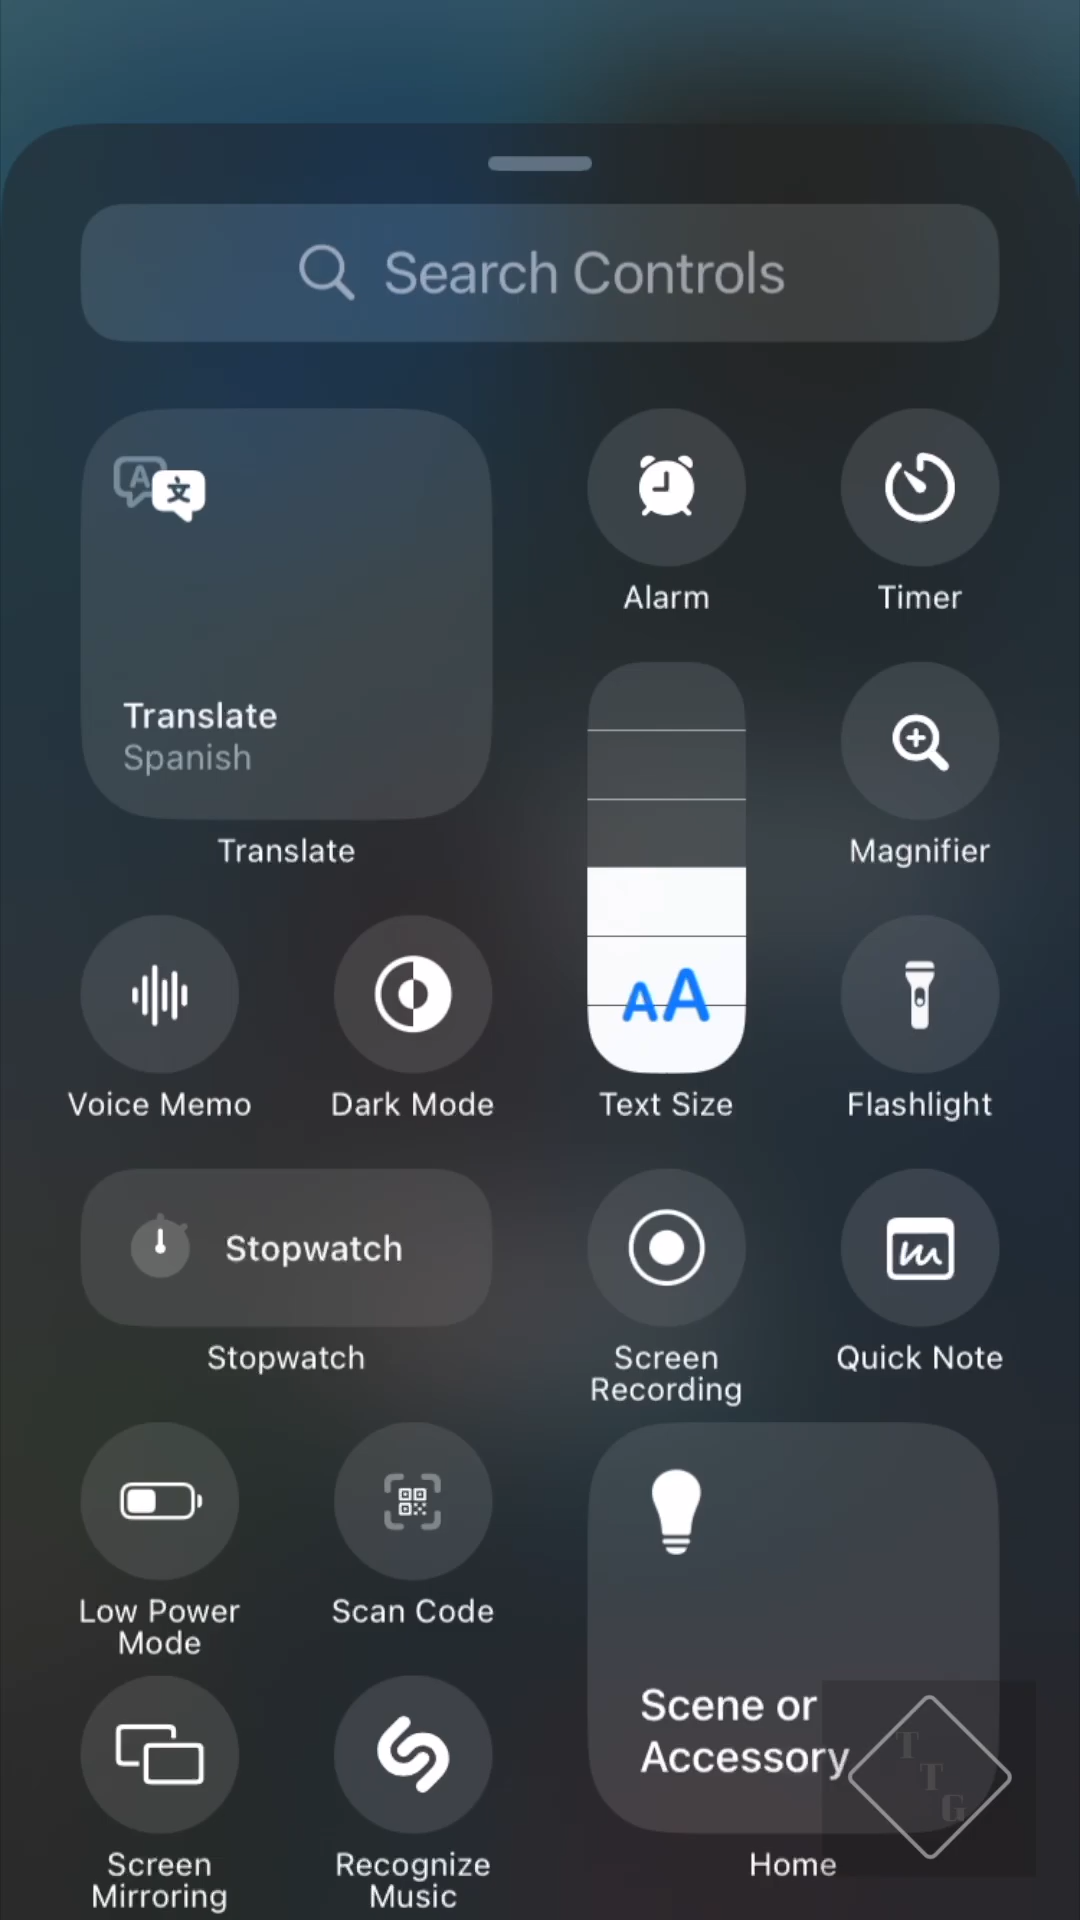 Search Controls
A
文
Translate
Spanish
Translate
Alarm
Timer
Magnifier
Voice Memo
Dark Mode
AA
Text Size
Flashlight
Stopwatch
Stopwatch
Screen
Recording
Quick Note
Low Power
Mode
Scan Code
Scene or
Accessory
Home
Screen
Mirroring
Recognize
Music
T
T
G